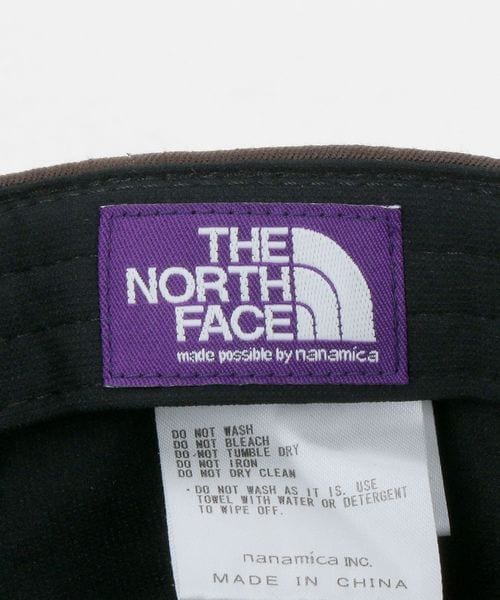 THE
NORTH
FACE
made possible by nanamica
DO NOT WASH
DO NOT BLEACH
DO NOT TUMBLE DRY
DO NOT IRON
DO NOT DRY CLEAN
· DO NOT WASH AS IT IS. USE
TOWEL WITH WATER OR DETERGENT
TO WIPE OFF.
nanamica INC.
MADE IN CHINA